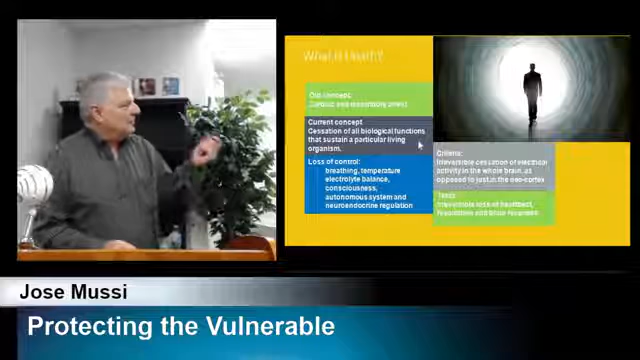 What is Death?
Old concept:
Cardiac and respiratory arrest
Current concept
Cessation of all biological functions
that sustain a particular living
organism.
Loss of control:
breathing, temperature
electrolyte balance,
consciousness,
autonomous system and
neuroendocrine regulation
Criteria:
Irreversible cessation of electrical
activity in the whole brain, as
opposed to just in the neo-cortex
Tests:
Irreversible loss of heartbeat,
respirations and
Jose Mussi
Protecting the Vulnerable